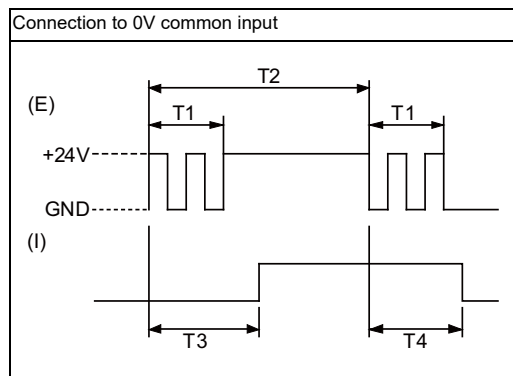 Connection to 0V common input
T2
(E)
T1
T1
+24V
GND
(I)
T3
T4